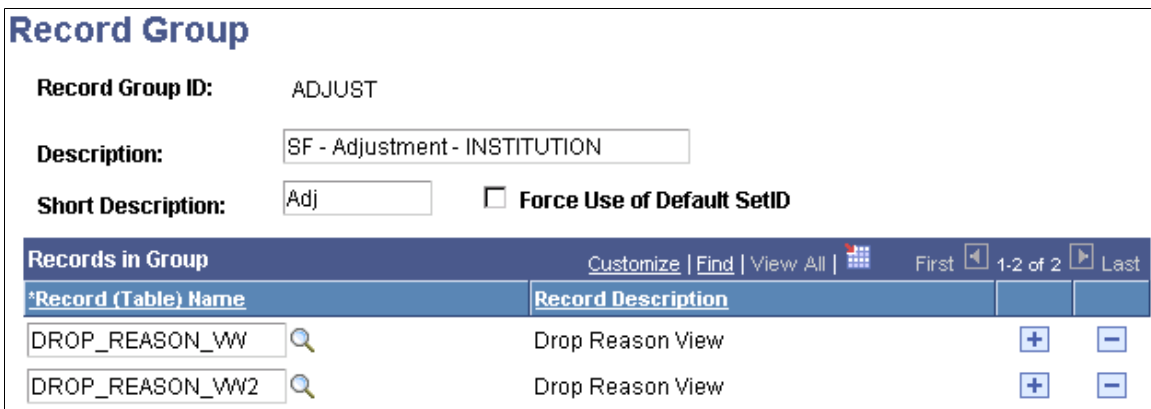 Record Group
Record Group ID: ADJUST
Description: SF - Adjustment - INSTITUTION
Short Description: Adj Force Use of Default SetID
Records in Group Customize | Find | View All | First 1-2 of 2 Last
*Record (Table) Name Record Description
DROP_REASON_VW Drop Reason View
DROP_REASON_VW2 Drop Reason View